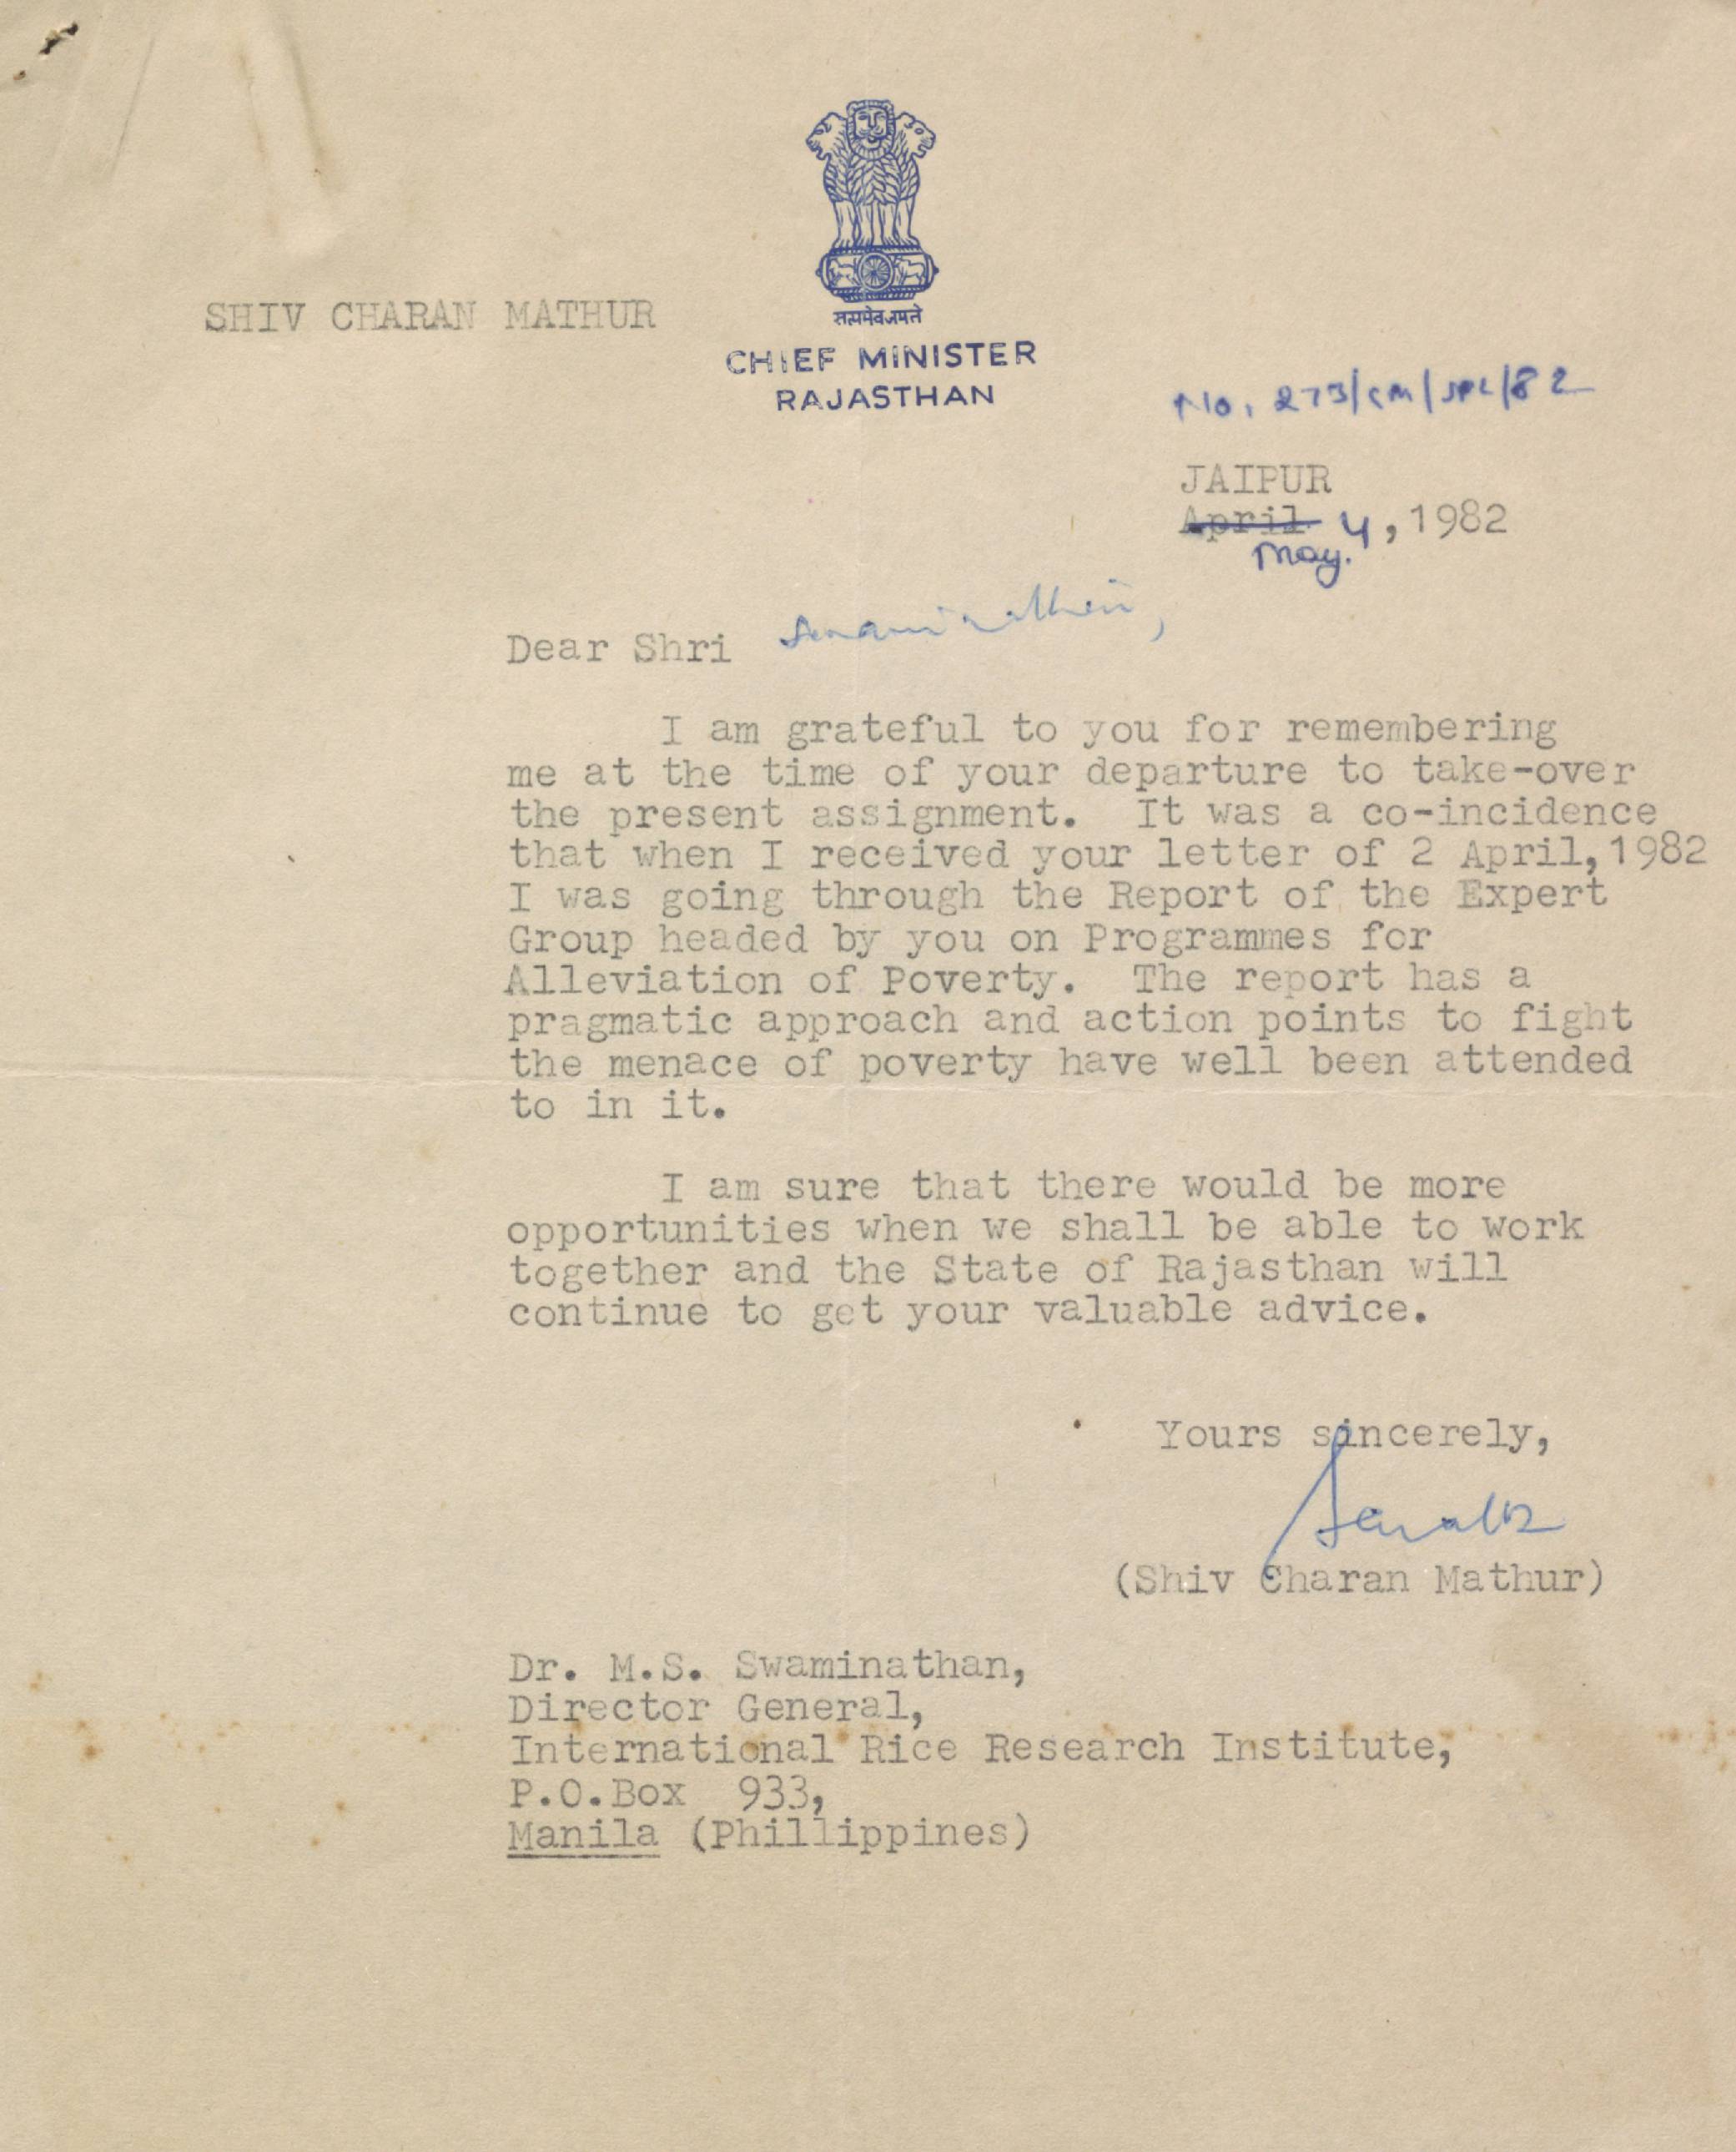 सत्यमेव जयते
SHIV CHARAN MATHUR
CHIEF MINISTER
RAJASTHAN
No. 273/CM/SPL/82
JAIPUR
April 4, 1982
May.
Dear Shri Swaminathan,
I am grateful to you for remembering
me at the time of your departure to take-over
the present assignment. It was a co-incidence
that when I received your letter of 2 April, 1982
I was going through the Report of the Expert
Group headed by you on Programmes for
Alleviation of Poverty. The report has a
pragmatic approach and action points to fight
the menace of poverty have well been attended
to in it.
I am sure that there would be more
opportunities when we shall be able to work
together and the State of Rajasthan will
continue to get your valuable advice.
Yours sincerely,
(Shiv Charan Mathur)
Dr. M.S. Swaminathan,
Director General,
International Rice Research Institute,
P.O.Box 933,
Manila (Phillippines)